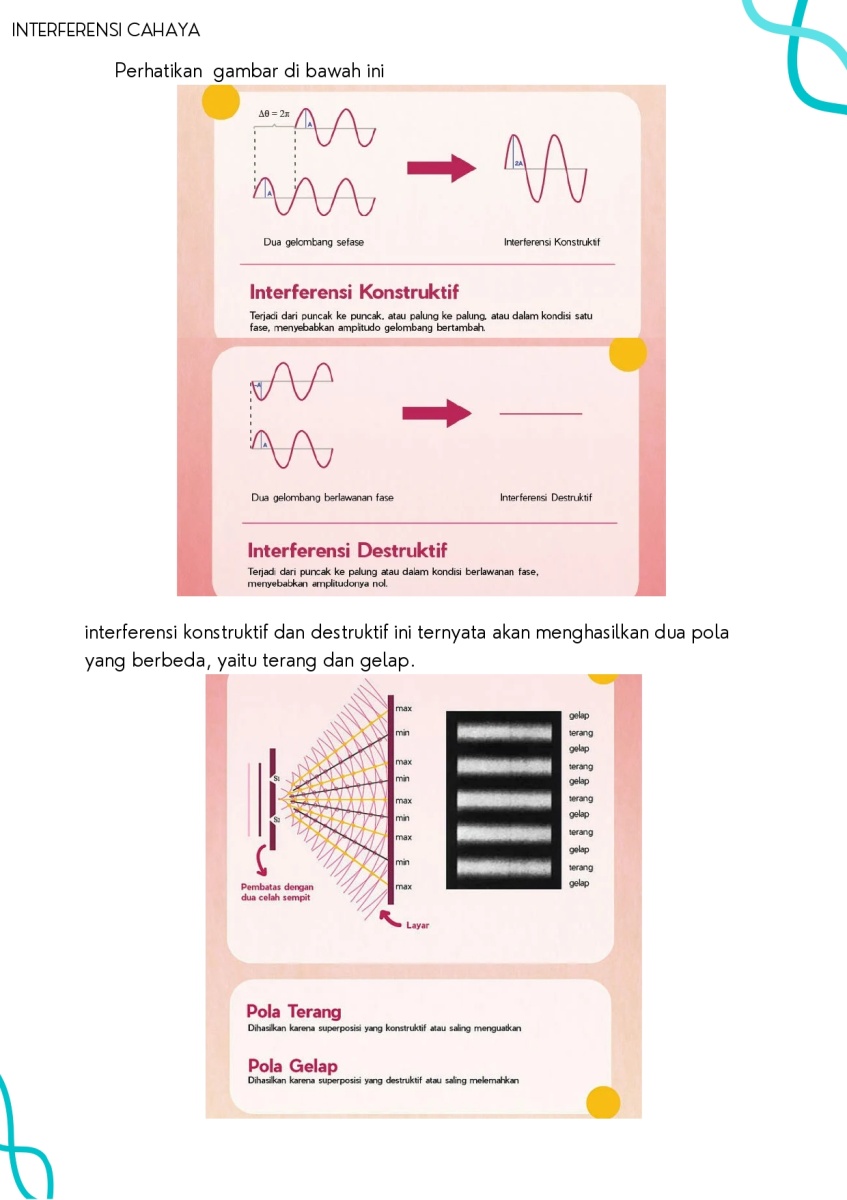 INTERFERENSI CAHAYA
Perhatikan gambar di bawah ini
Δθ = 2π
A
A
2A
Dua gelombang sefase
Interferensi Konstruktif
Interferensi Konstruktif
Terjadi dari puncak ke puncak, atau palung ke palung, atau dalam kondisi satu
fase, menyebabkan amplitudo gelombang bertambah.
-A
A
Dua gelombang berlawanan fase
Interferensi Destruktif
Interferensi Destruktif
Terjadi dari puncak ke palung atau dalam kondisi berlawanan fase,
menyebabkan amplitudonya nol.
interferensi konstruktif dan destruktif ini ternyata akan menghasilkan dua pola
yang berbeda, yaitu terang dan gelap.
S1
S2
max
min
max
min
max
min
max
min
max
Pembatas dengan
dua celah sempit
Layar
gelap
terang
gelap
terang
gelap
terang
gelap
terang
gelap
terang
gelap
Pola Terang
Dihasilkan karena superposisi yang konstruktif atau saling menguatkan
Pola Gelap
Dihasilkan karena superposisi yang destruktif atau saling melemahkan